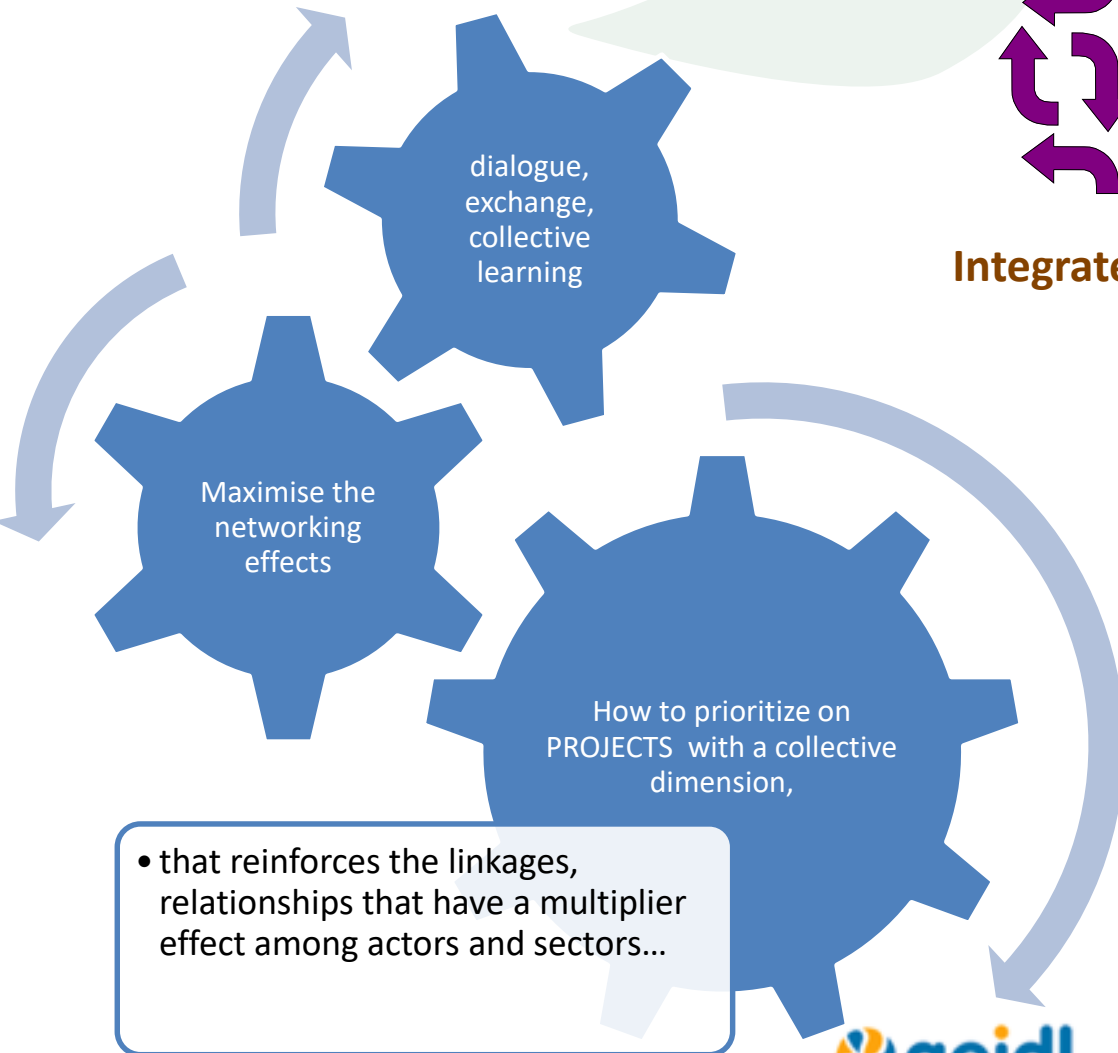 dialogue,
exchange,
collective
learning
Integrate
Maximise the
networking
effects
How to prioritize on
PROJECTS with a collective
dimension,
• that reinforces the linkages,
relationships that have a multiplier
effect among actors and sectors…